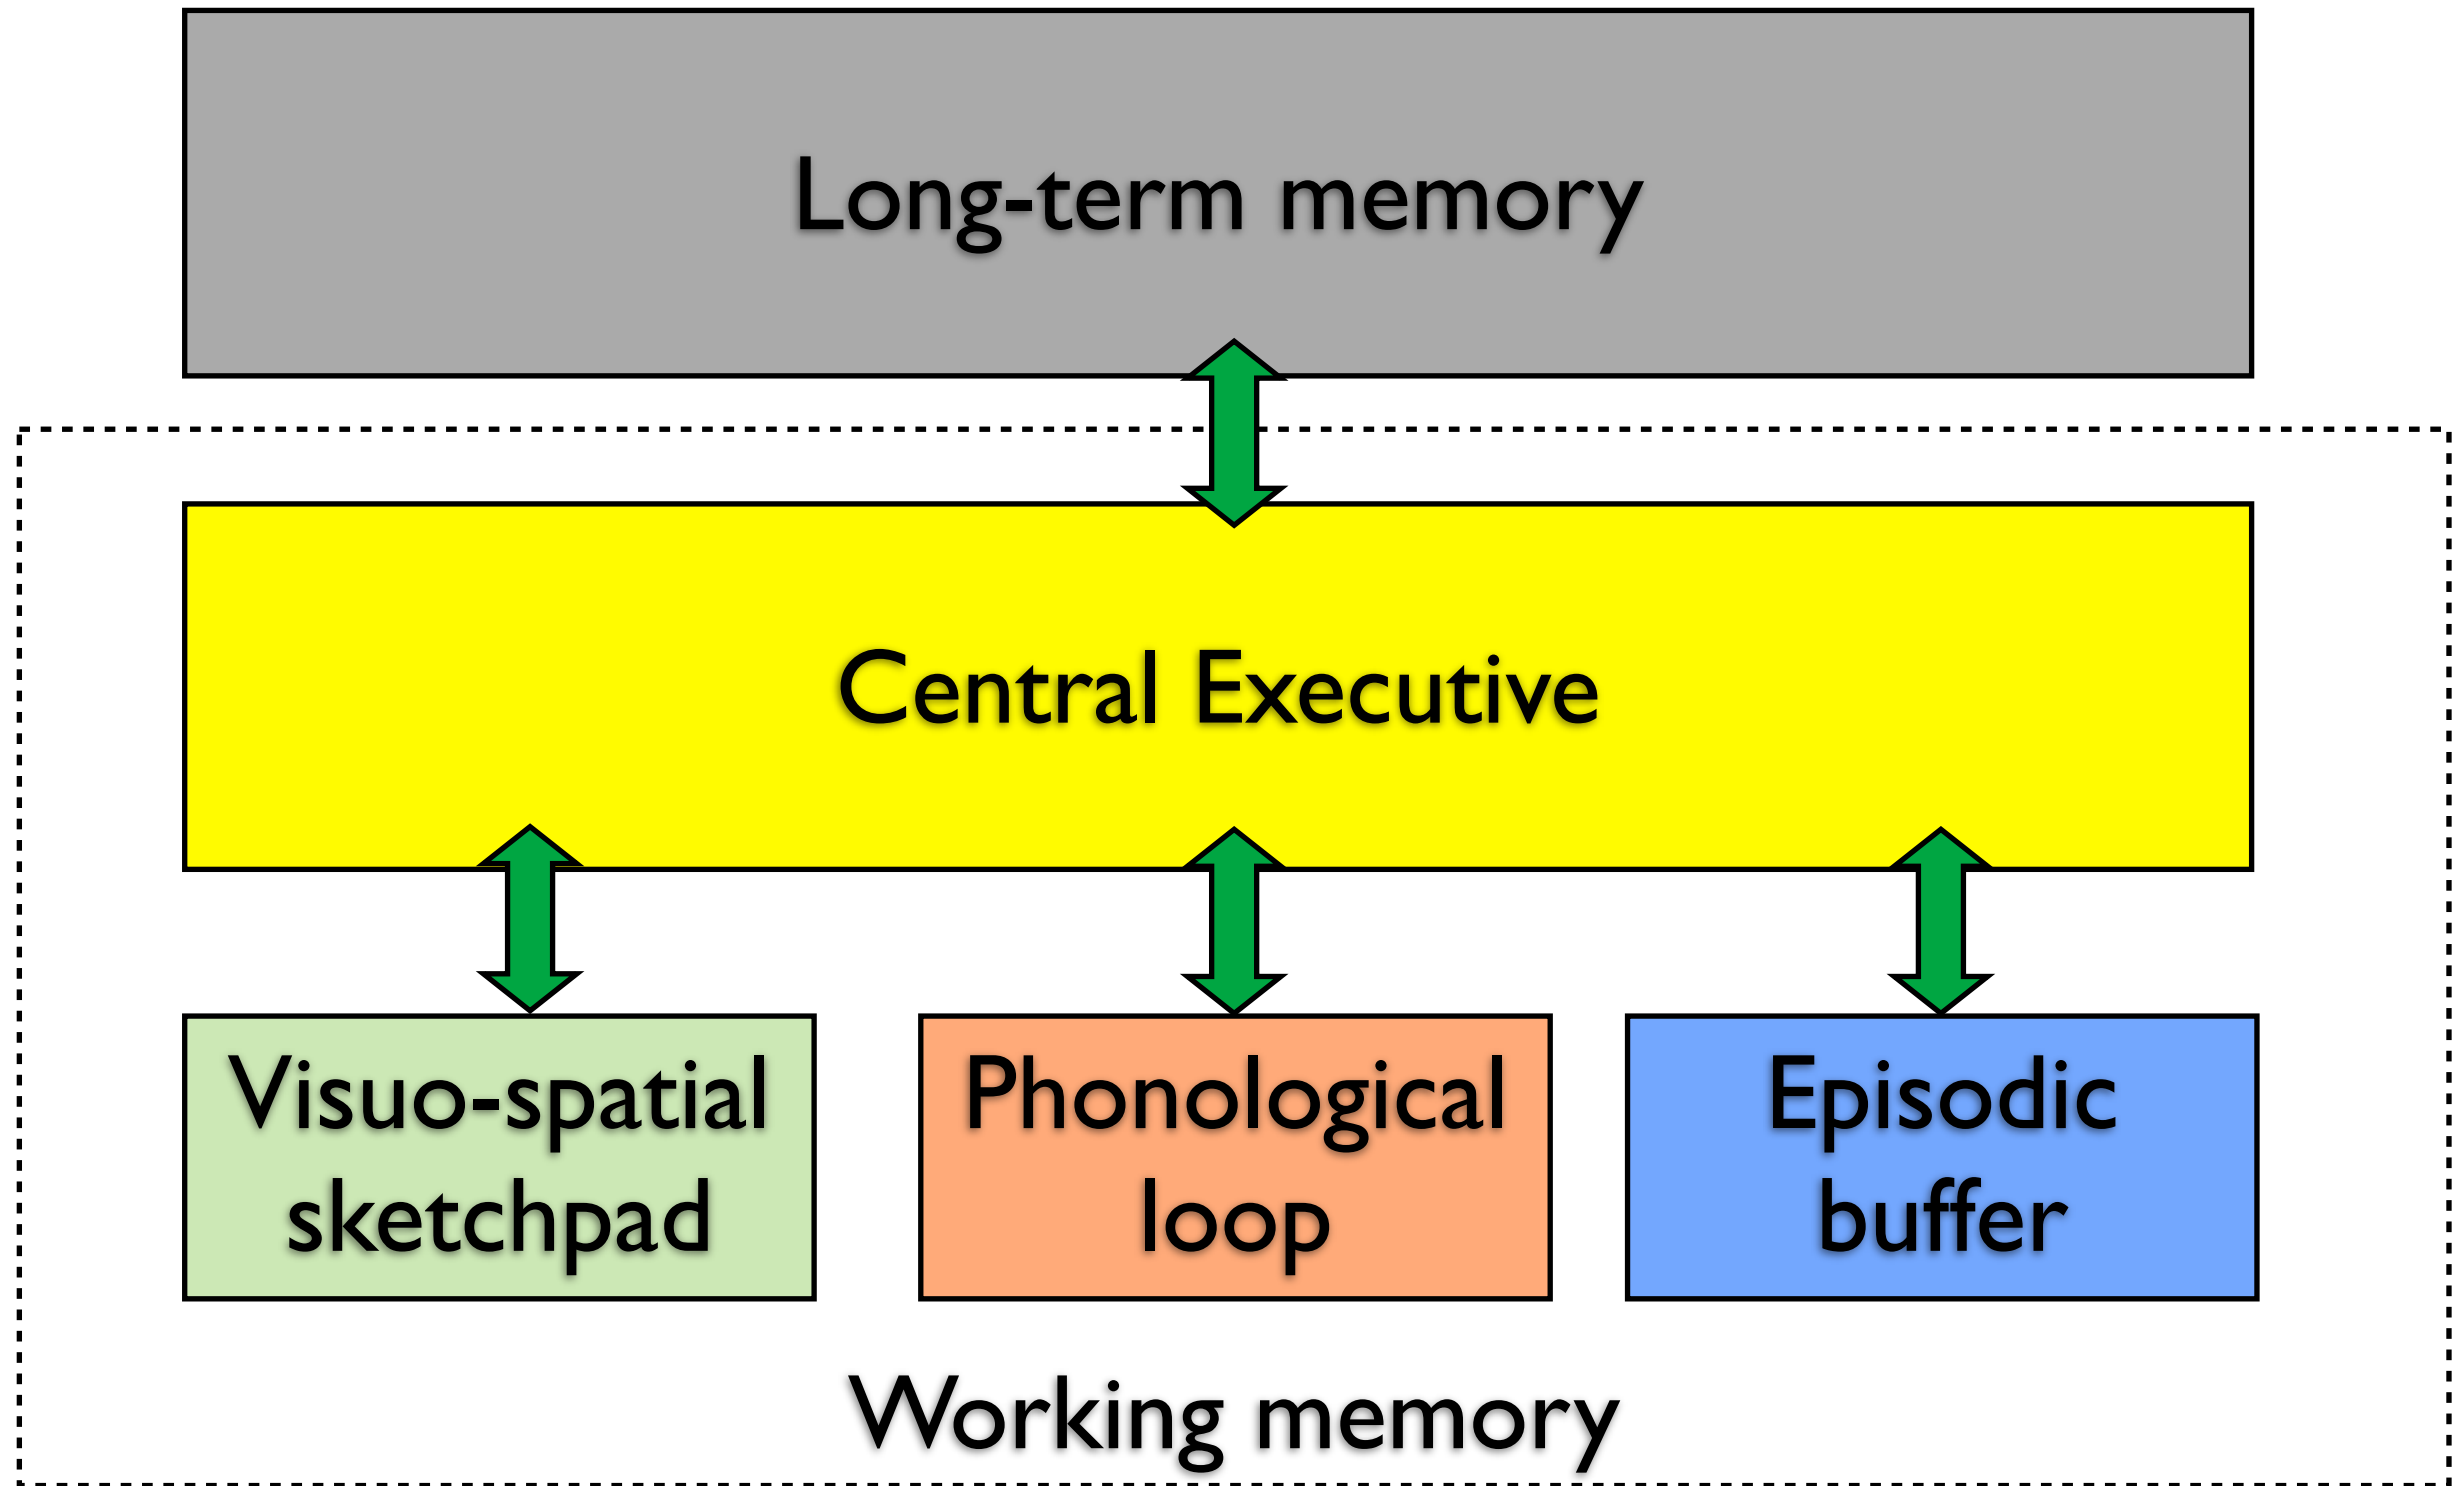 Long-term memory
Central Executive
Visuo-spatial
sketchpad
Phonological
loop
Episodic
buffer
Working memory